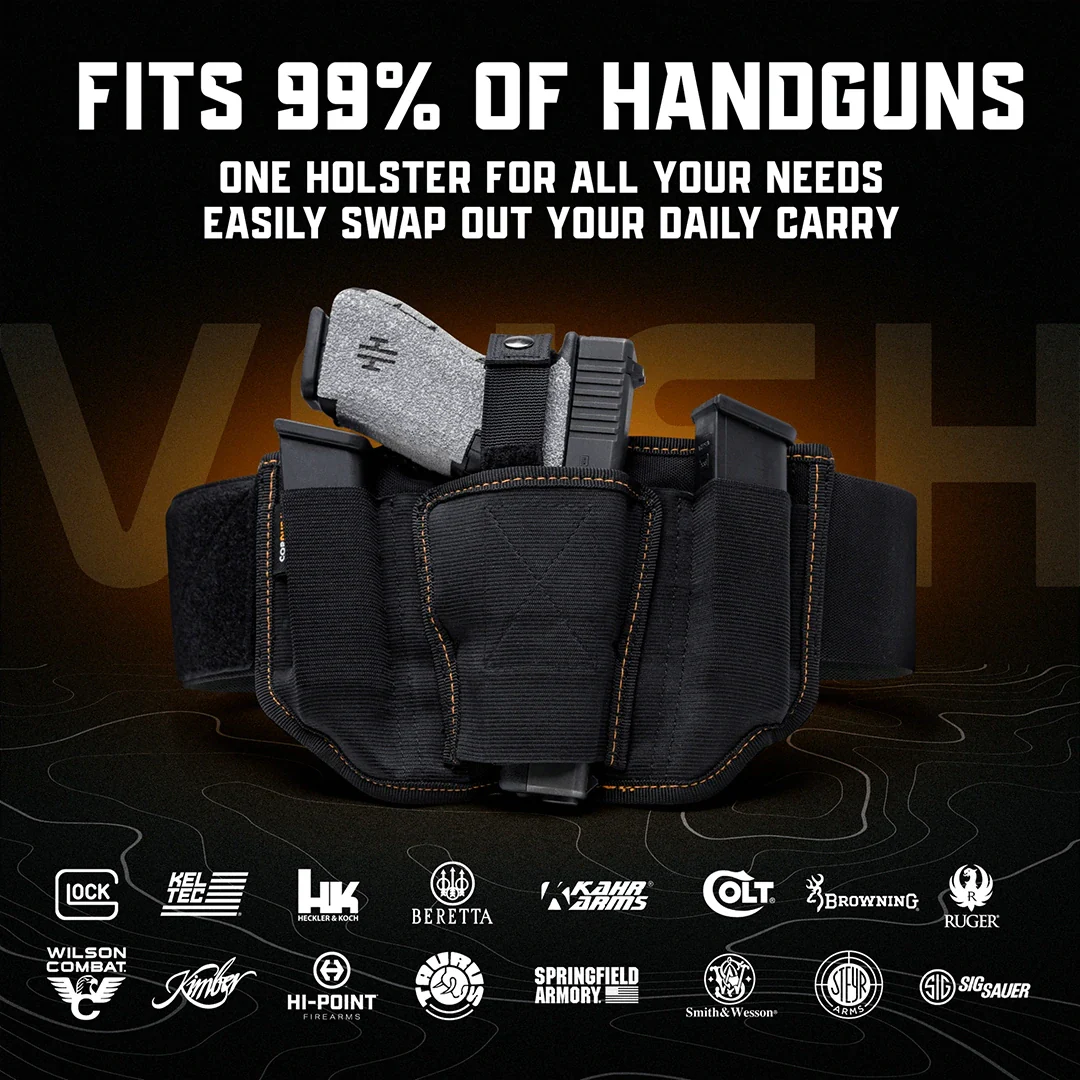 FITS 99% OF HANDGUNS
ONE HOLSTER FOR ALL YOUR NEEDS
EASILY SWAP OUT YOUR DAILY CARRY
GLOCK
KEL TEC
HK
HECKLER & KOCH
BERETTA
KAHR ARMS
COLT
BROWNING
R
RUGER
WILSON COMBAT
C
Kimber
H
HI-POINT
FIREARMS
TAURUS
SPRINGFIELD ARMORY
SW
Smith & Wesson
STEYR
ARMS
SIG
SIG SAUER